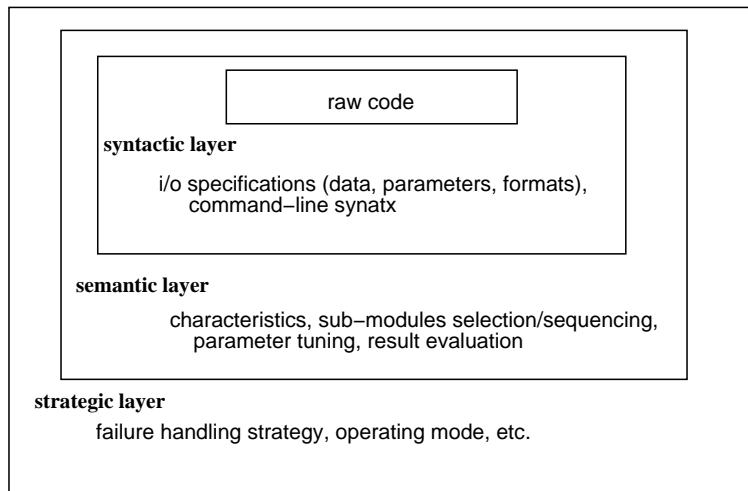 raw code
syntactic layer
i/o specifications (data, parameters, formats),
command−line synatx
semantic layer
characteristics, sub−modules selection/sequencing,
parameter tuning, result evaluation
strategic layer
failure handling strategy, operating mode, etc.